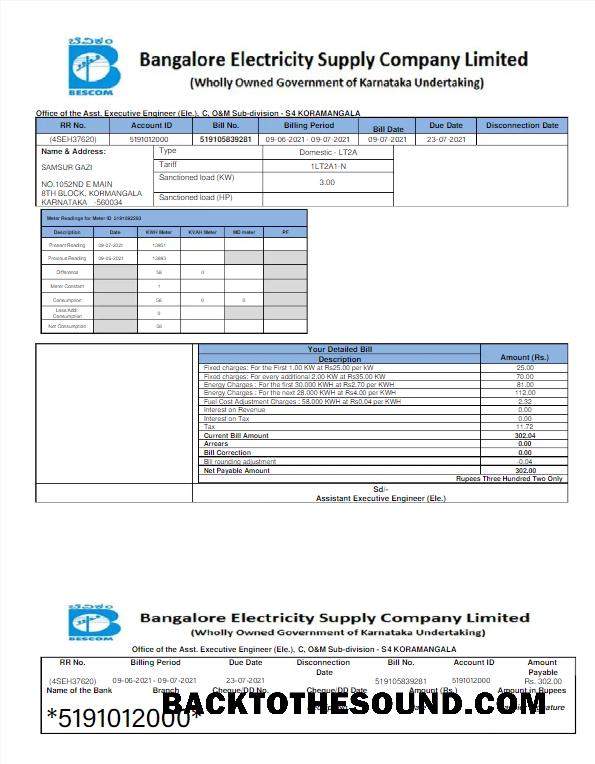 ಬೆವಿಕಂ
BESCOM
Bangalore Electricity Supply Company Limited
(Wholly Owned Government of Karnataka Undertaking)
Office of the Asst. Executive Engineer (Ele.), C, O&M Sub-division - S4 KORAMANGALA
RR No. Account ID Bill No. Billing Period Bill Date Due Date Disconnection Date
(4SEH37620) 5191012000 519105839281 09-06-2021 - 09-07-2021 09-07-2021 23-07-2021
Name & Address: Type Domestic - LT2A
SAMSUR GAZI Tariff 1LT2A1-N
Sanctioned load (KW) 3.00
NO.1052ND E MAIN
8TH BLOCK, KORMANGALA Sanctioned load (HP)
KARNATAKA -560034
Meter Readings for Meter ID:
Description Date KWH Meter KVAH Meter MD meter PF
Present Reading 09-07-2021 13951
Previous Reading 09-06-2021 13893
Difference 58 0
Meter Constant 1
Consumption 58 0 0
Less/Add: Consumption 0
Net Consumption 58
Your Detailed Bill
Description Amount (Rs.)
Fixed charges: For the First 1.00 KW at Rs25.00 per kW 25.00
Fixed charges: For every additional 2.00 KW at Rs35.00 KW 70.00
Energy Charges : For the first 30.000 KWH at Rs2.70 per KWH 81.00
Energy Charges : For the next 28.000 KWH at Rs4.00 per KWH 112.00
Fuel Cost Adjustment Charges : 58.000 KWH at Rs0.04 per KWH 2.32
Interest on Revenue 0.00
Interest on Tax 0.00
Tax 11.72
Current Bill Amount 302.04
Arrears 0.00
Bill Correction 0.00
Bill rounding adjustment -0.04
Net Payable Amount 302.00
Rupees Three Hundred Two Only
Sd/-
Assistant Executive Engineer (Ele.)
ಬೆವಿಕಂ
BESCOM
Bangalore Electricity Supply Company Limited
(Wholly Owned Government of Karnataka Undertaking)
Office of the Asst. Executive Engineer (Ele.), C, O&M Sub-division - S4 KORAMANGALA
RR No. Billing Period Due Date Disconnection Date Bill No. Account ID Amount Payable
(4SEH37620) 09-06-2021 - 09-07-2021 23-07-2021 519105839281 5191012000 Rs. 302.00
Name of the Bank Branch Cheque/DD No. Cheque/DD Date Amount (Rs.) Amount in Rupees
*5191012000*
BACKTOTHESOUND.COM